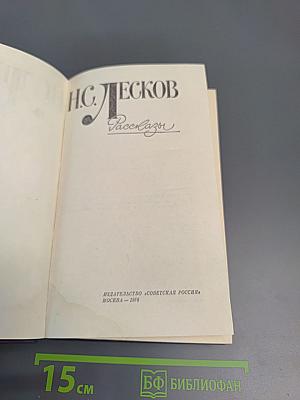 Н.С. ЛЕСКОВ
Рассказы
ИЗДАТЕЛЬСТВО «СОВЕТСКАЯ РОССИЯ»
МОСКВА — 1978
15 см
БФ БИБЛИОФАН